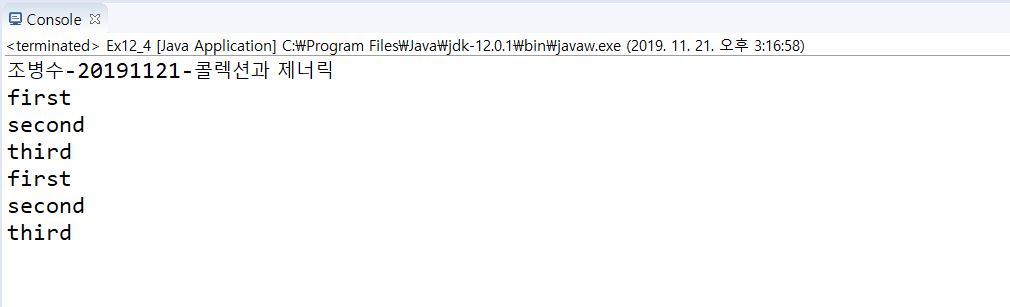 Console
<terminated> Ex12_4 [Java Application] C:₩Program Files₩Java₩jdk-12.0.1₩bin₩javaw.exe (2019. 11. 21. 오후 3:16:58)
조병수-20191121-콜렉션과 제너릭
first
second
third
first
second
third